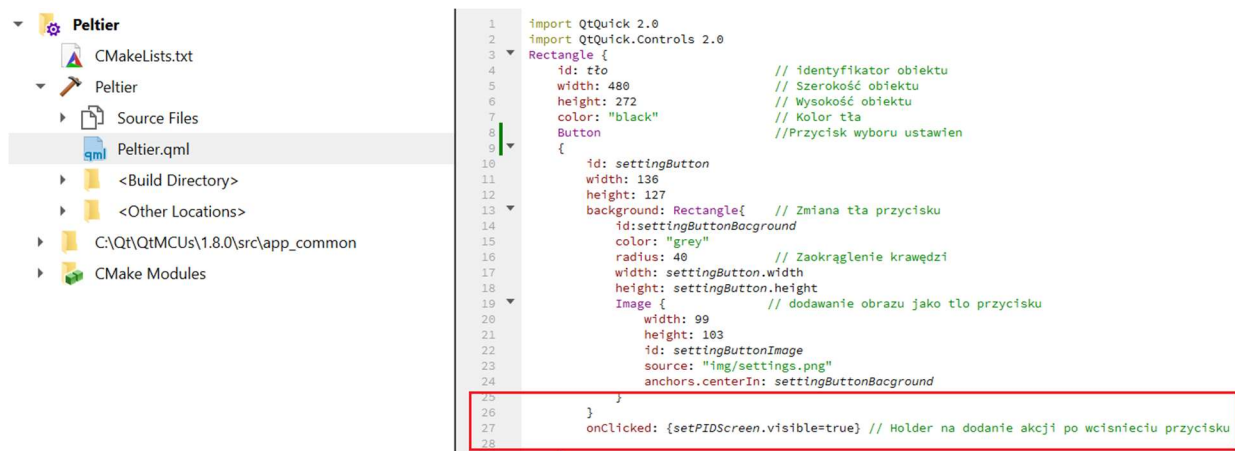 Peltier
CMakeLists.txt
Peltier
Source Files
Peltier.qml
<Build Directory>
<Other Locations>
C:\Qt\QtMCUs\1.8.0\src\app_common
CMake Modules
1 import QtQuick 2.0
2 import QtQuick.Controls 2.0
3 Rectangle {
4 id: tło // identyfikator obiektu
5 width: 480 // Szerokość obiektu
6 height: 272 // Wysokość obiektu
7 color: "black" // Kolor tła
8 Button //Przycisk wyboru ustawien
9 {
10 id: settingButton
11 width: 136
12 height: 127
13 background: Rectangle{ // Zmiana tła przycisku
14 id:settingButtonBacground
15 color: "grey"
16 radius: 40 // Zaokrąglenie krawędzi
17 width: settingButton.width
18 height: settingButton.height
19 Image { // dodawanie obrazu jako tlo przycisku
20 width: 99
21 height: 103
22 id: settingButtonImage
23 source: "img/settings.png"
24 anchors.centerIn: settingButtonBacground
25 }
26 }
27 onClicked: {setPIDScreen.visible=true} // Holder na dodanie akcji po wcisnieciu przycisku
28